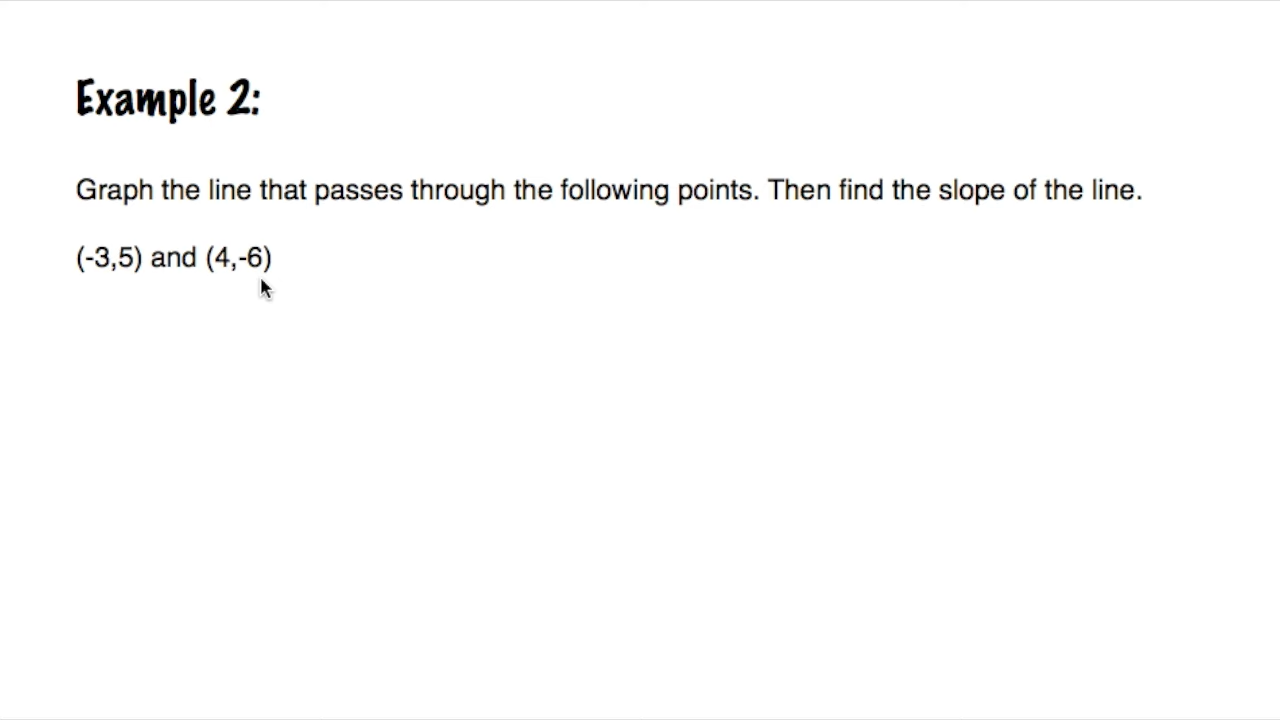 Example 2:
Graph the line that passes through the following points. Then find the slope of the line.
(-3,5) and (4,-6)